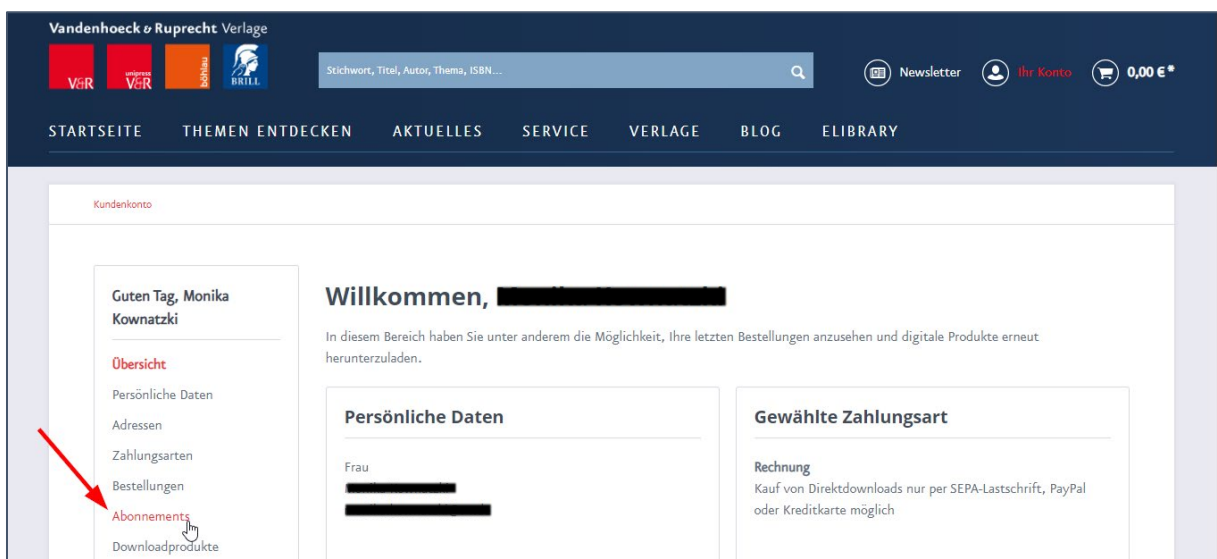 Vandenhoeck & Ruprecht Verlage
V&R
unipress
V&R
böhlau
BRILL
Stichwort, Titel, Autor, Thema, ISBN...
Newsletter
Ihr Konto
0,00 €*
STARTSEITE THEMEN ENTDECKEN AKTUELLES SERVICE VERLAGE BLOG ELIBRARY
Kundenkonto
Guten Tag, Monika
Kownatzki
Übersicht
Persönliche Daten
Adressen
Zahlungsarten
Bestellungen
Abonnements
Downloadprodukte
Willkommen,
In diesem Bereich haben Sie unter anderem die Möglichkeit, Ihre letzten Bestellungen anzusehen und digitale Produkte erneut
herunterzuladen.
Persönliche Daten
Frau
Gewählte Zahlungsart
Rechnung
Kauf von Direktdownloads nur per SEPA-Lastschrift, PayPal
oder Kreditkarte möglich